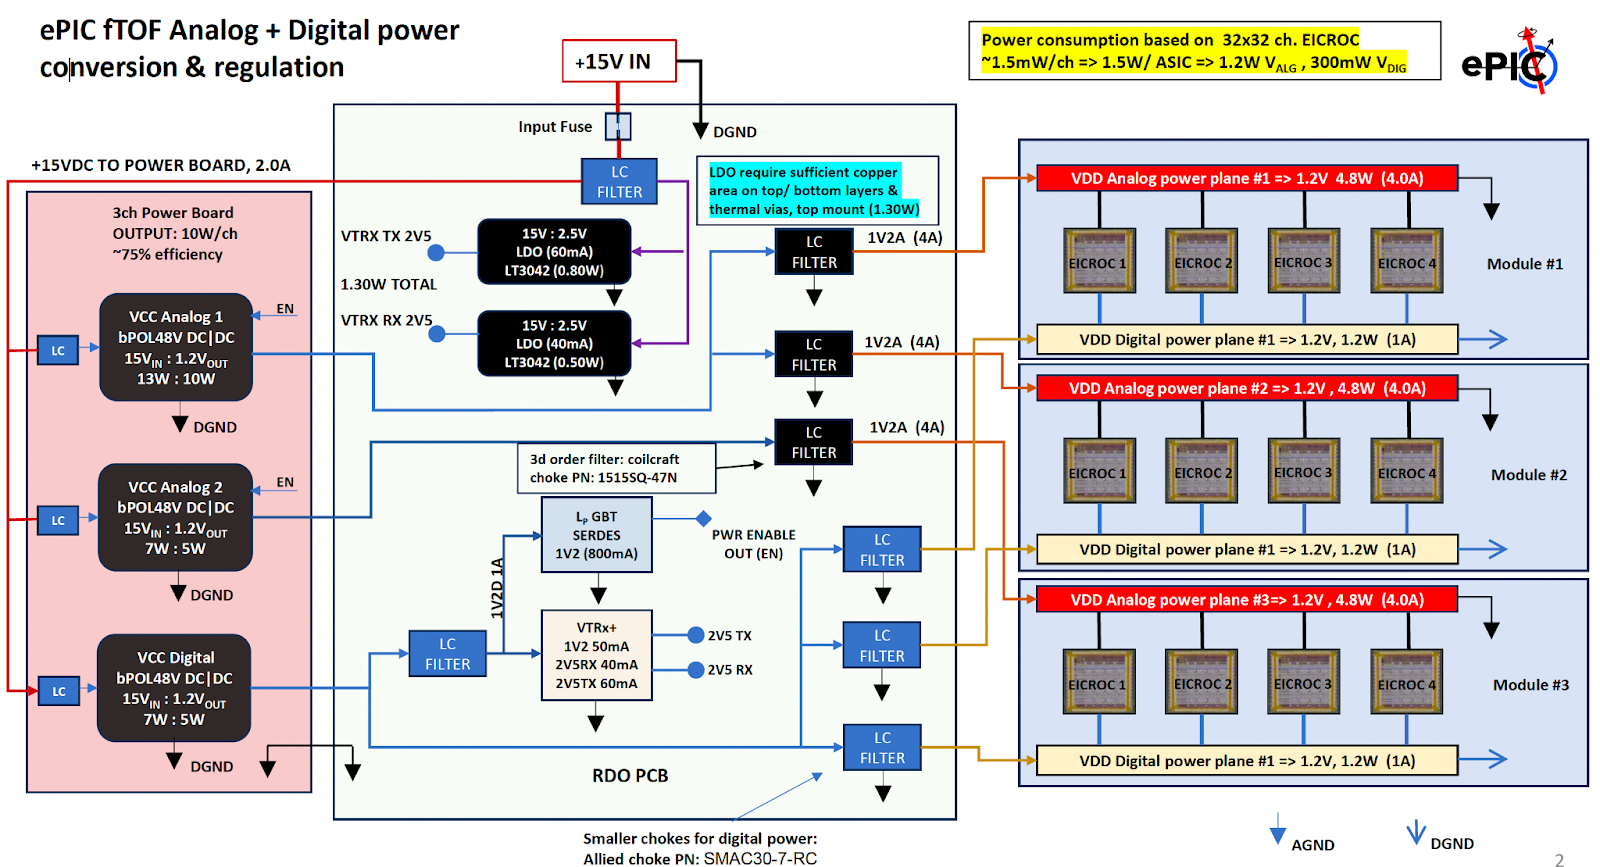 ePIC fTOF Analog + Digital power
conversion & regulation
+15V IN
Power consumption based on 32x32 ch. EICROC
~1.5mW/ch => 1.5W/ ASIC => 1.2W VALG , 300mW VDIG
ePIC
Input Fuse
DGND
+15VDC TO POWER BOARD, 2.0A
LC
FILTER
LDO require sufficient copper
area on top/ bottom layers &
thermal vias, top mount (1.30W)
3ch Power Board
OUTPUT: 10W/ch
~75% efficiency
VTRX TX 2V5
15V : 2.5V
LDO (60mA)
LT3042 (0.80W)
1.30W TOTAL
VTRX RX 2V5
15V : 2.5V
LDO (40mA)
LT3042 (0.50W)
LC
FILTER
1V2A (4A)
LC
FILTER
1V2A (4A)
LC
FILTER
1V2A (4A)
LC
VCC Analog 1
bPOL48V DC|DC
15VIN : 1.2VOUT
13W : 10W
EN
DGND
LC
VCC Analog 2
bPOL48V DC|DC
15VIN : 1.2VOUT
7W : 5W
EN
DGND
LC
VCC Digital
bPOL48V DC|DC
15VIN : 1.2VOUT
7W : 5W
DGND
3d order filter: coilcraft
choke PN: 1515SQ-47N
LP GBT
SERDES
1V2 (800mA)
PWR ENABLE
OUT (EN)
1V2D 1A
LC
FILTER
VTRx+
1V2 50mA
2V5RX 40mA
2V5TX 60mA
2V5 TX
2V5 RX
LC
FILTER
LC
FILTER
LC
FILTER
RDO PCB
Smaller chokes for digital power:
Allied choke PN: SMAC30-7-RC
VDD Analog power plane #1 => 1.2V 4.8W (4.0A)
EICROC 1
EICROC 2
EICROC 3
EICROC 4
Module #1
VDD Digital power plane #1 => 1.2V, 1.2W (1A)
VDD Analog power plane #2 => 1.2V , 4.8W (4.0A)
EICROC 1
EICROC 2
EICROC 3
EICROC 4
Module #2
VDD Digital power plane #1 => 1.2V, 1.2W (1A)
VDD Analog power plane #3=> 1.2V , 4.8W (4.0A)
EICROC 1
EICROC 2
EICROC 3
EICROC 4
Module #3
VDD Digital power plane #1 => 1.2V, 1.2W (1A)
AGND
DGND
2